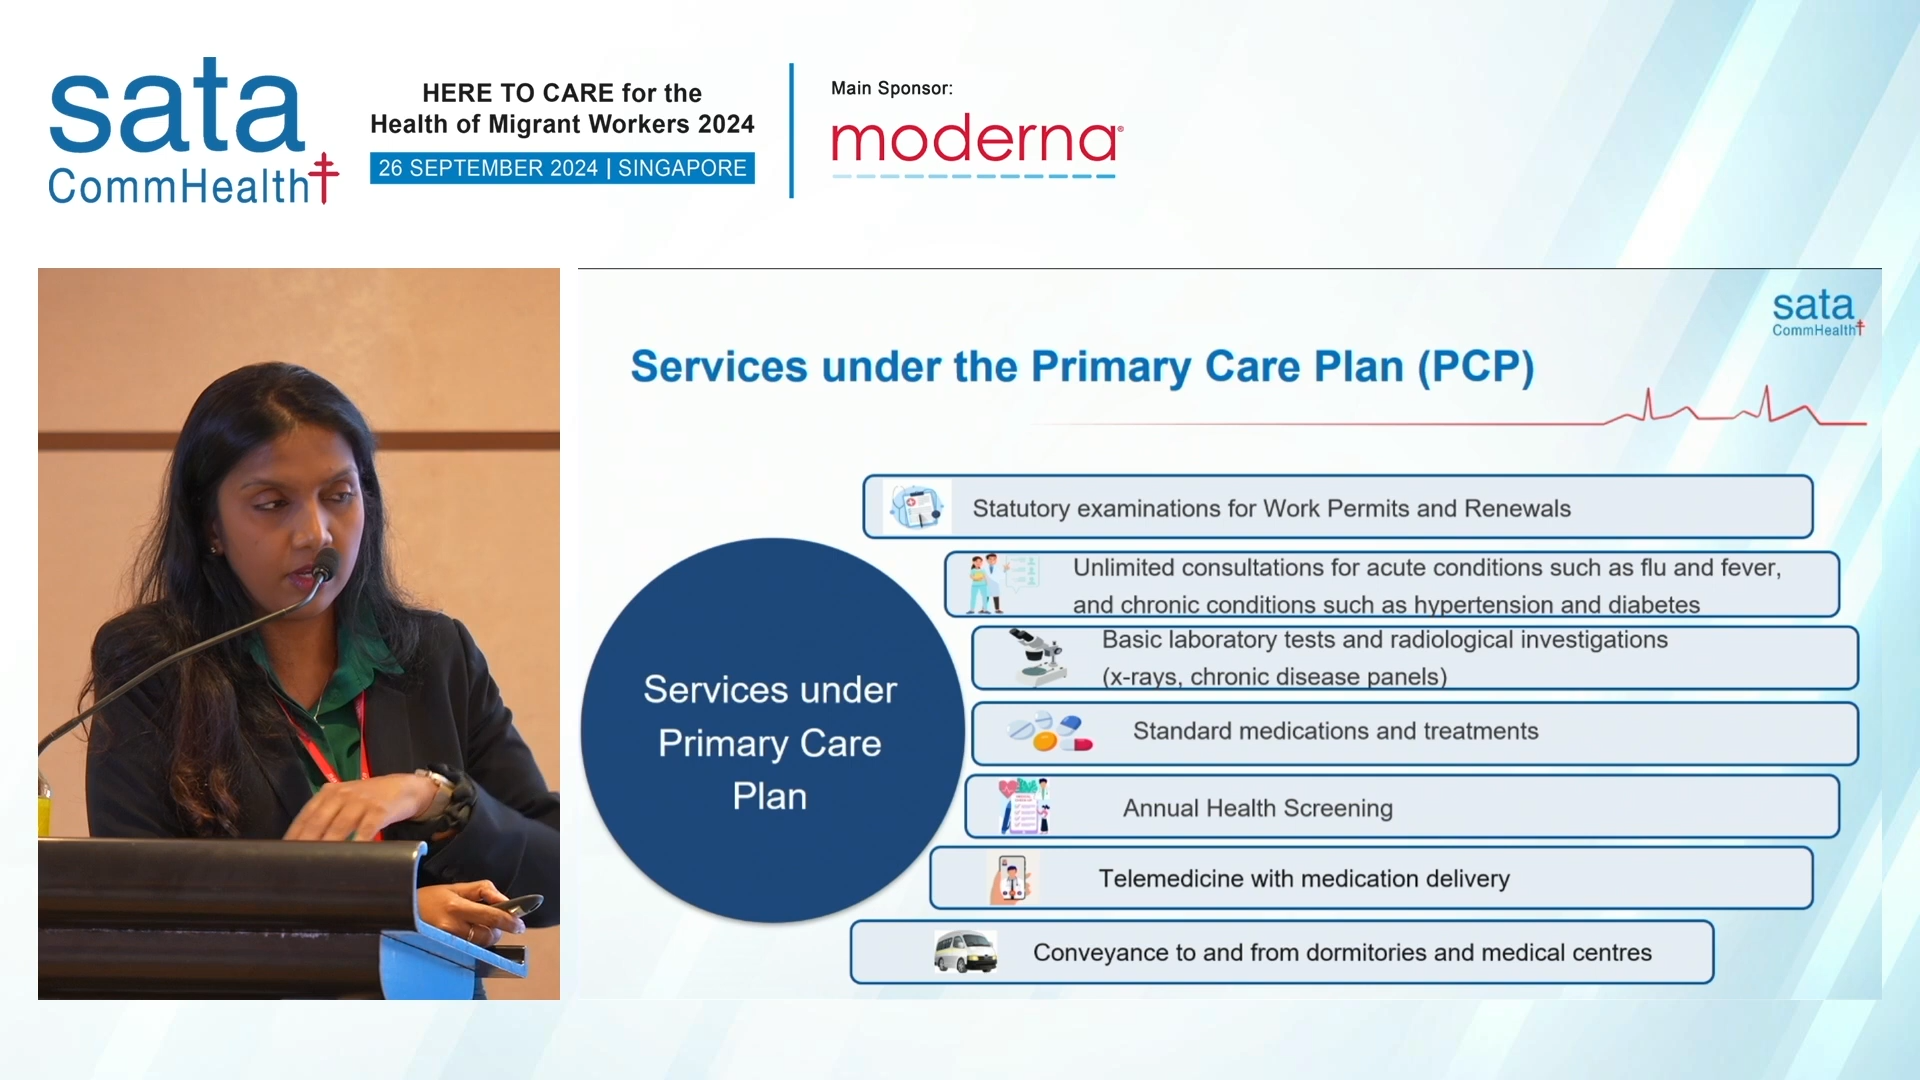 sata
CommHealth
HERE TO CARE for the
Health of Migrant Workers 2024
26 SEPTEMBER 2024 | SINGAPORE
Main Sponsor:
moderna®
sata
CommHealth
Services under the Primary Care Plan (PCP)
Services under
Primary Care
Plan
Statutory examinations for Work Permits and Renewals
Unlimited consultations for acute conditions such as flu and fever,
and chronic conditions such as hypertension and diabetes
Basic laboratory tests and radiological investigations
(x-rays, chronic disease panels)
Standard medications and treatments
Annual Health Screening
Telemedicine with medication delivery
Conveyance to and from dormitories and medical centres